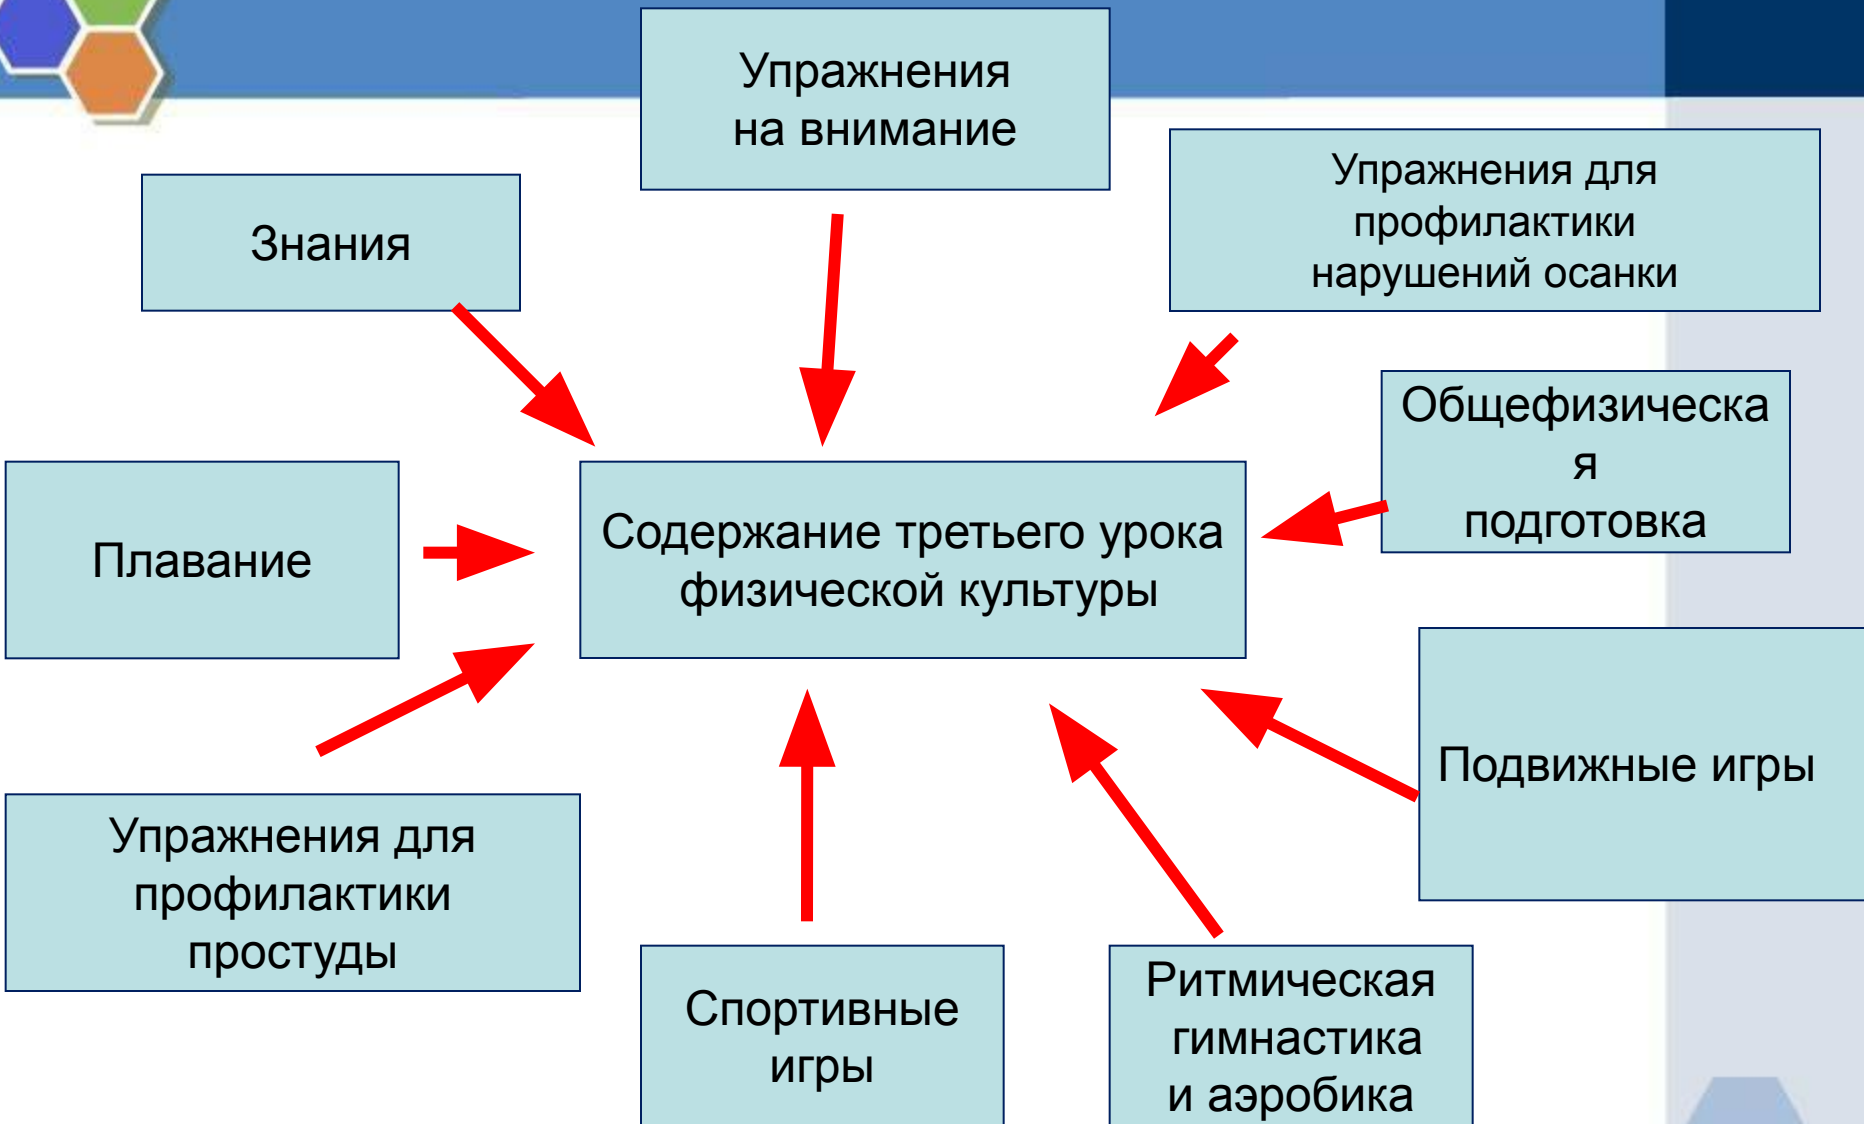 Упражнения
на внимание
Упражнения для
профилактики
нарушений осанки
Знания
Общефизическа
я
подготовка
Плавание
Содержание третьего урока
физической культуры
Подвижные игры
Упражнения для
профилактики
простуды
Спортивные
игры
Ритмическая
гимнастика
и аэробика